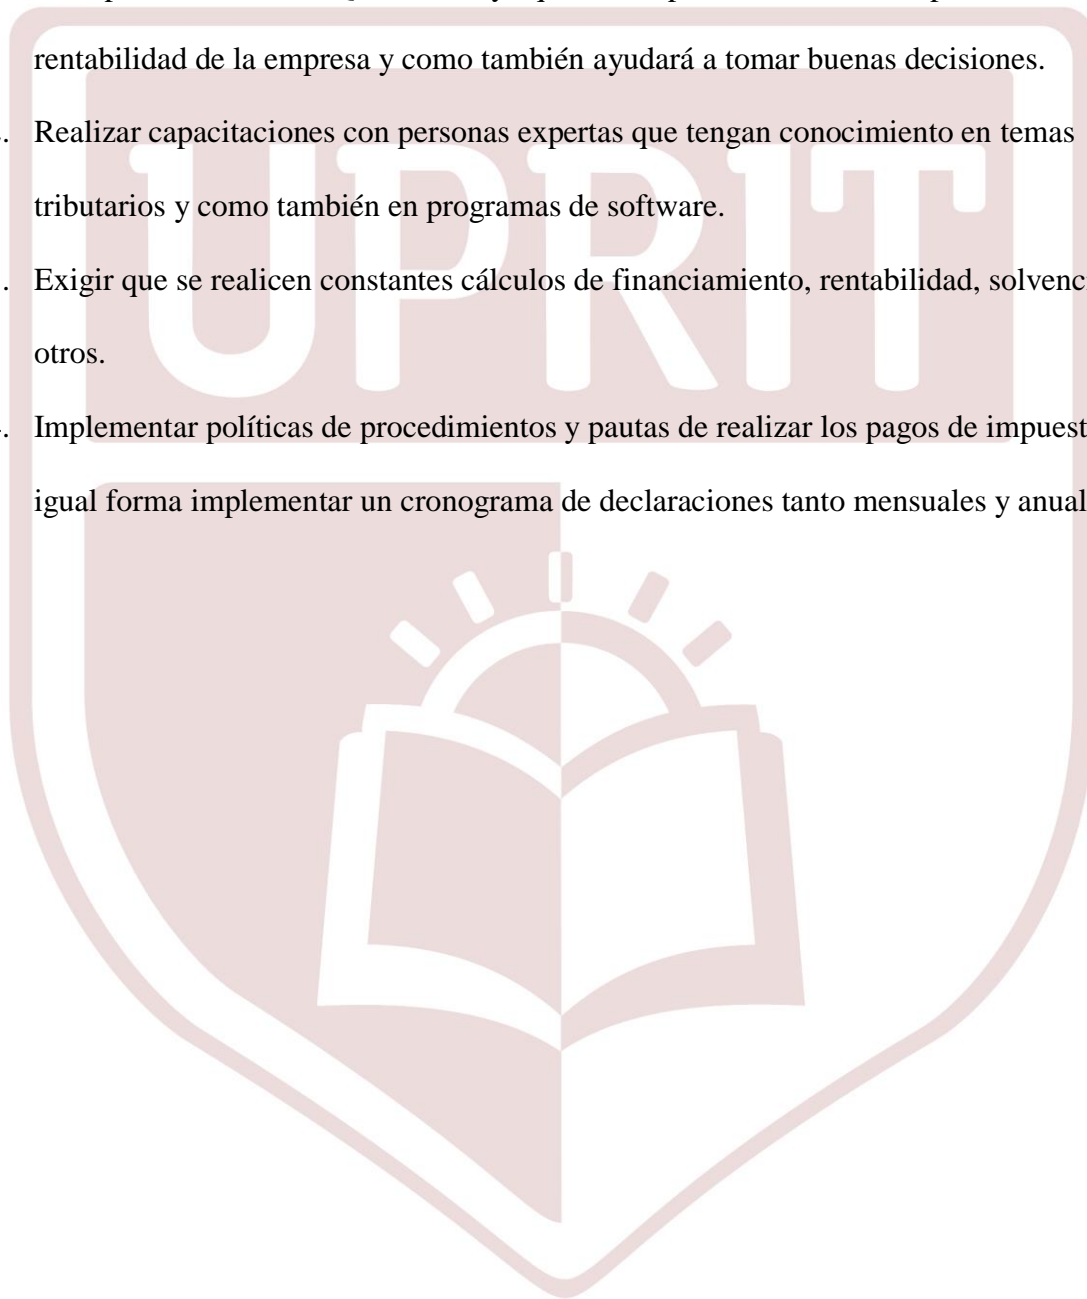 rentabilidad de la empresa y como también ayudará a tomar buenas decisiones.
Realizar capacitaciones con personas expertas que tengan conocimiento en temas
tributarios y como también en programas de software.
Exigir que se realicen constantes cálculos de financiamiento, rentabilidad, solvenc
otros.
Implementar políticas de procedimientos y pautas de realizar los pagos de impuest
igual forma implementar un cronograma de declaraciones tanto mensuales y anual
UPRIT